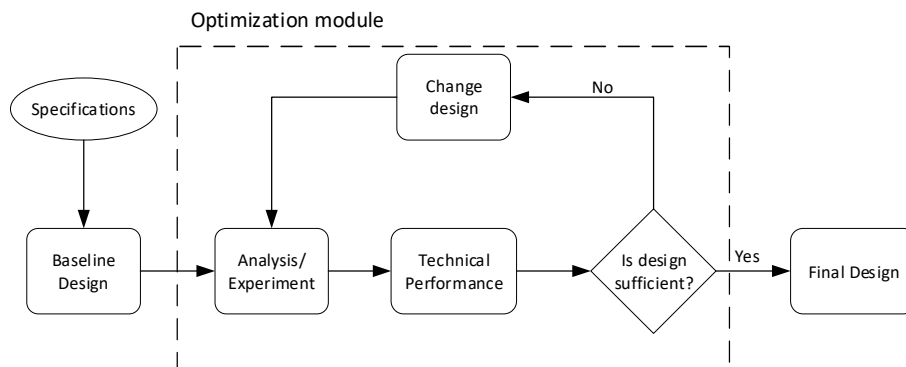 Optimization module
Specifications
Change
design
No
Baseline
Design
Analysis/
Experiment
Technical
Performance
Is design
sufficient?
Yes
Final Design